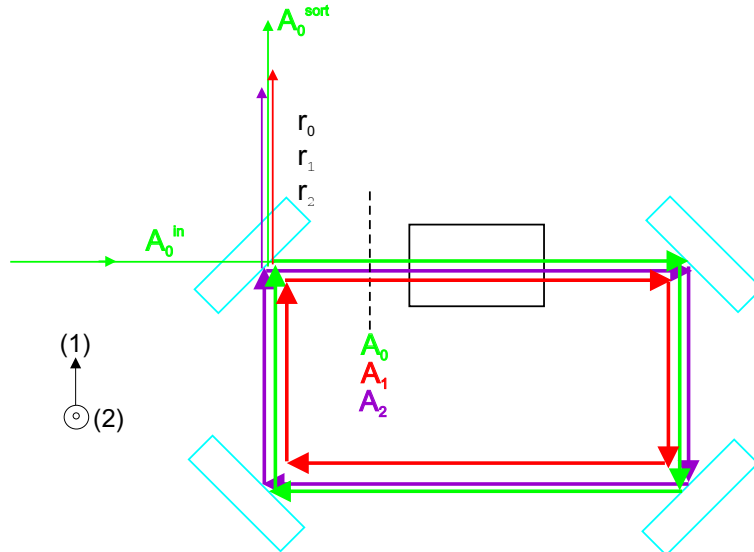 A₀ˢᵒʳᵗ
r₀
r₁
r₂
A₀ⁱⁿ
(1)
(2)
A₀
A₁
A₂